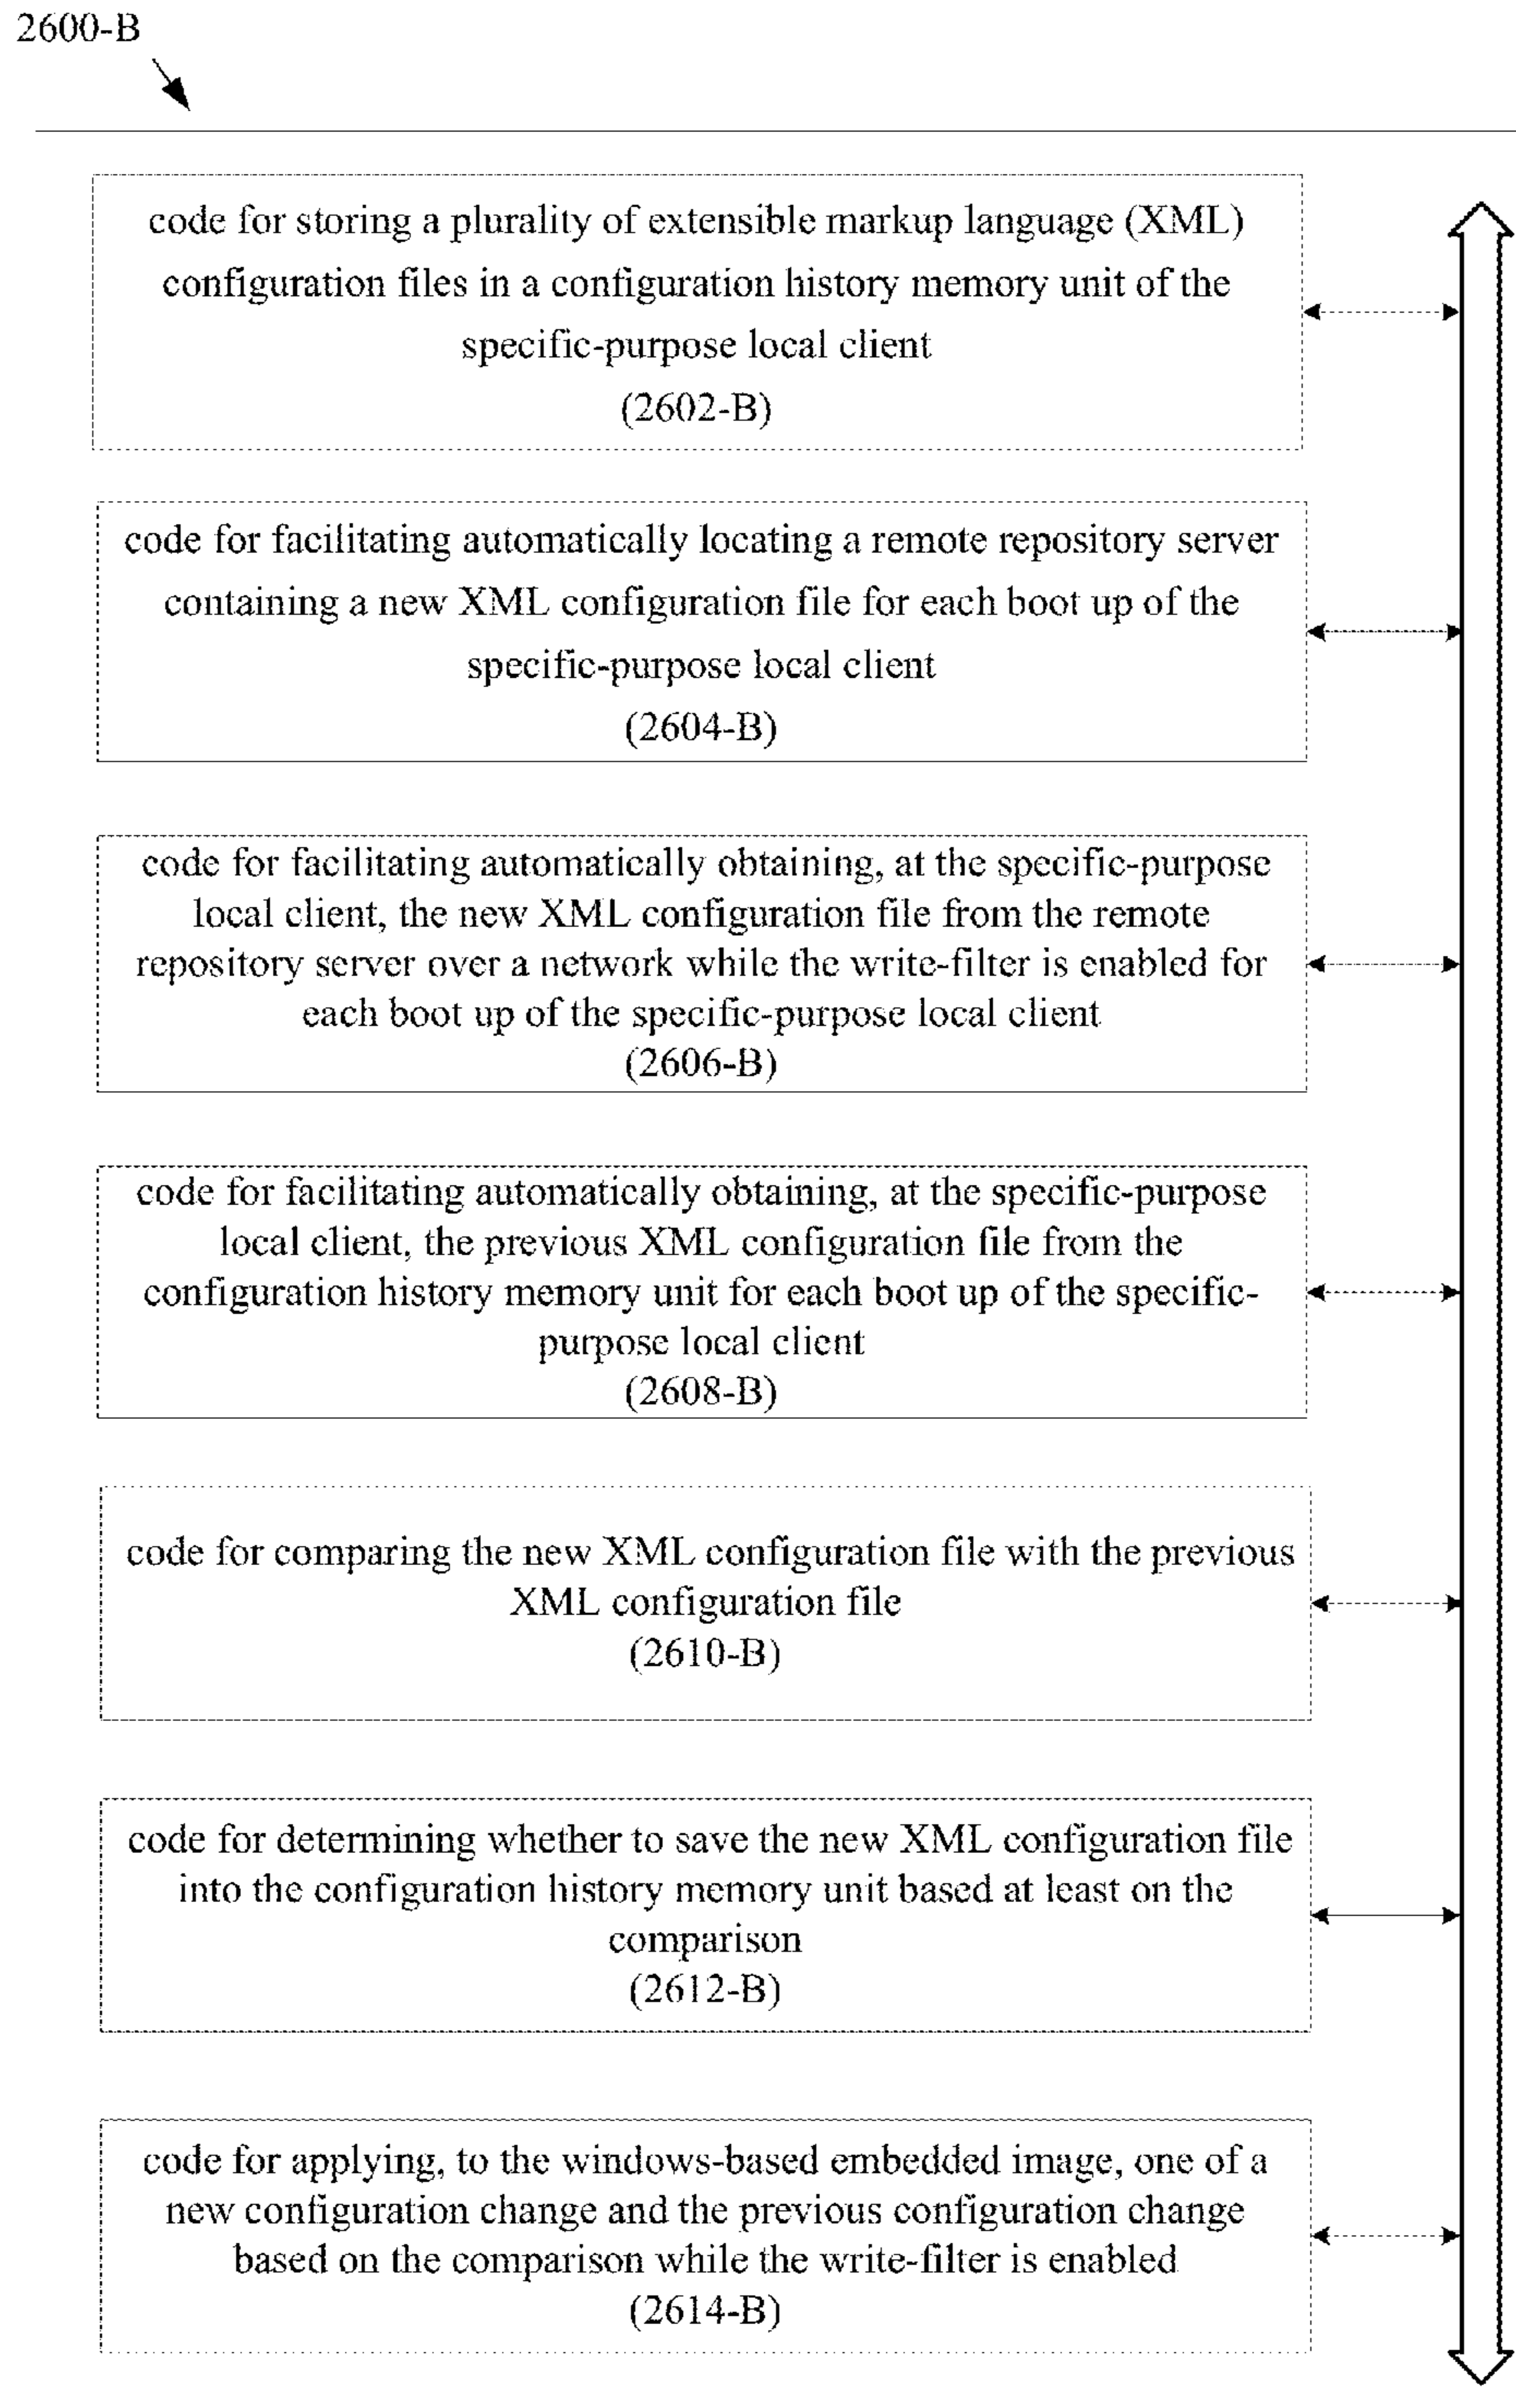 2600-B
code for storing a plurality of extensible markup language (XML)
configuration files in a configuration history memory unit of the
specific-purpose local client
(2602-B)
code for facilitating automatically locating a remote repository server
containing a new XML configuration file for each boot up of the
specific-purpose local client
(2604-B)
code for facilitating automatically obtaining, at the specific-purpose
local client, the new XML configuration file from the remote
repository server over a network while the write-filter is enabled for
each boot up of the specific-purpose local client
(2606-B)
code for facilitating automatically obtaining, at the specific-purpose
local client, the previous XML configuration file from the
configuration history memory unit for each boot up of the specific-
purpose local client
(2608-B)
code for comparing the new XML configuration file with the previous
XML configuration file
(2610-B)
code for determining whether to save the new XML configuration file
into the configuration history memory unit based at least on the
comparison
(2612-B)
code for applying, to the windows-based embedded image, one of a
new configuration change and the previous configuration change
based on the comparison while the write-filter is enabled
(2614-B)